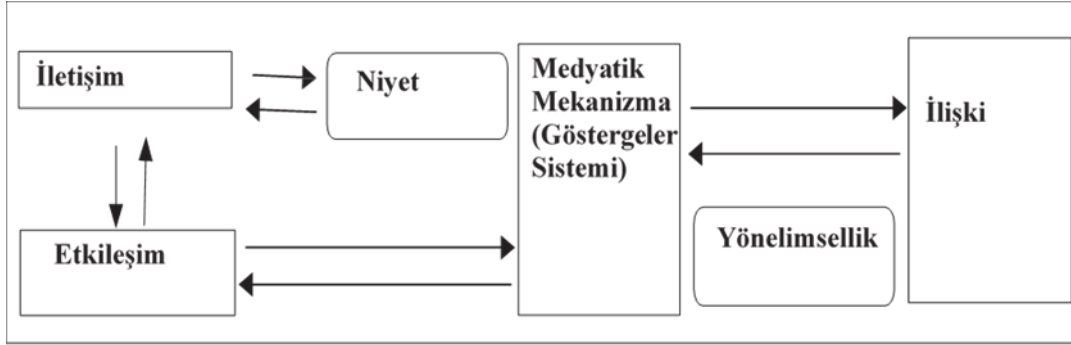 İletişim
Niyet
Medyatik
Mekanizma
(Göstergeler
Sistemi)
İlişki
Etkileşim
Yönelimsellik